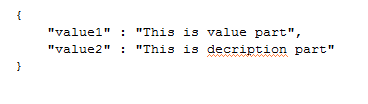 {
"value1" : "This is value part",
"value2" : "This is decription part"
}